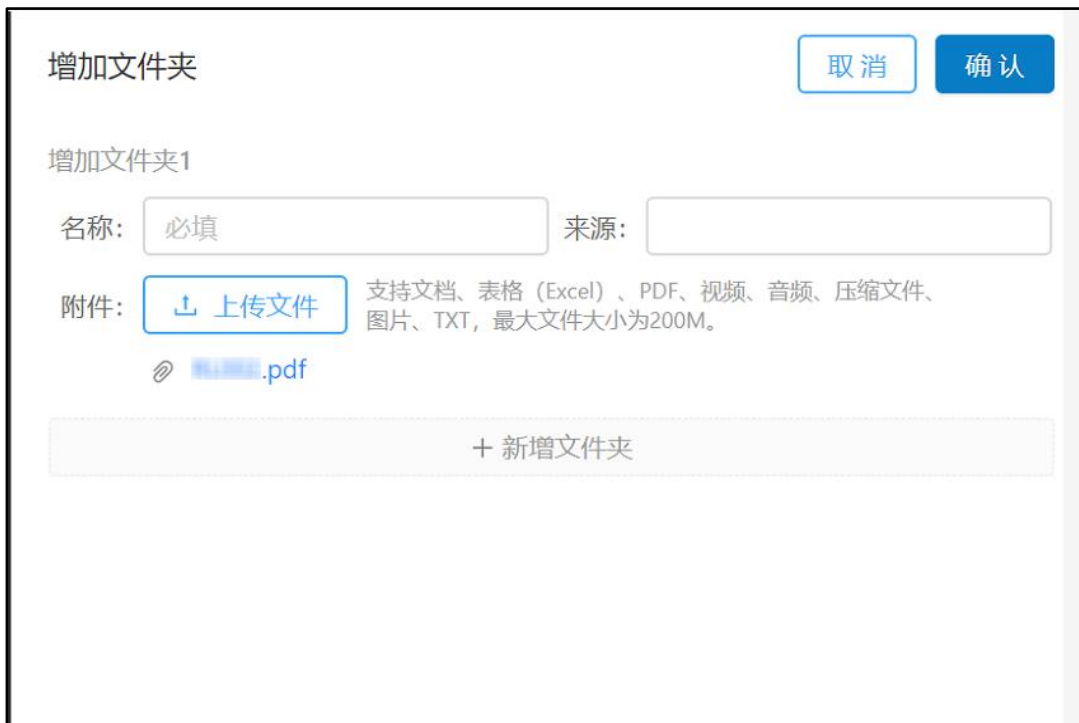 增加文件夹
取消
确认
增加文件夹1
名称：
必填
来源：
附件：
上传文件
支持文档、表格（Excel）、PDF、视频、音频、压缩文件、
图片、TXT，最大文件大小为200M。
.pdf
+ 新增文件夹